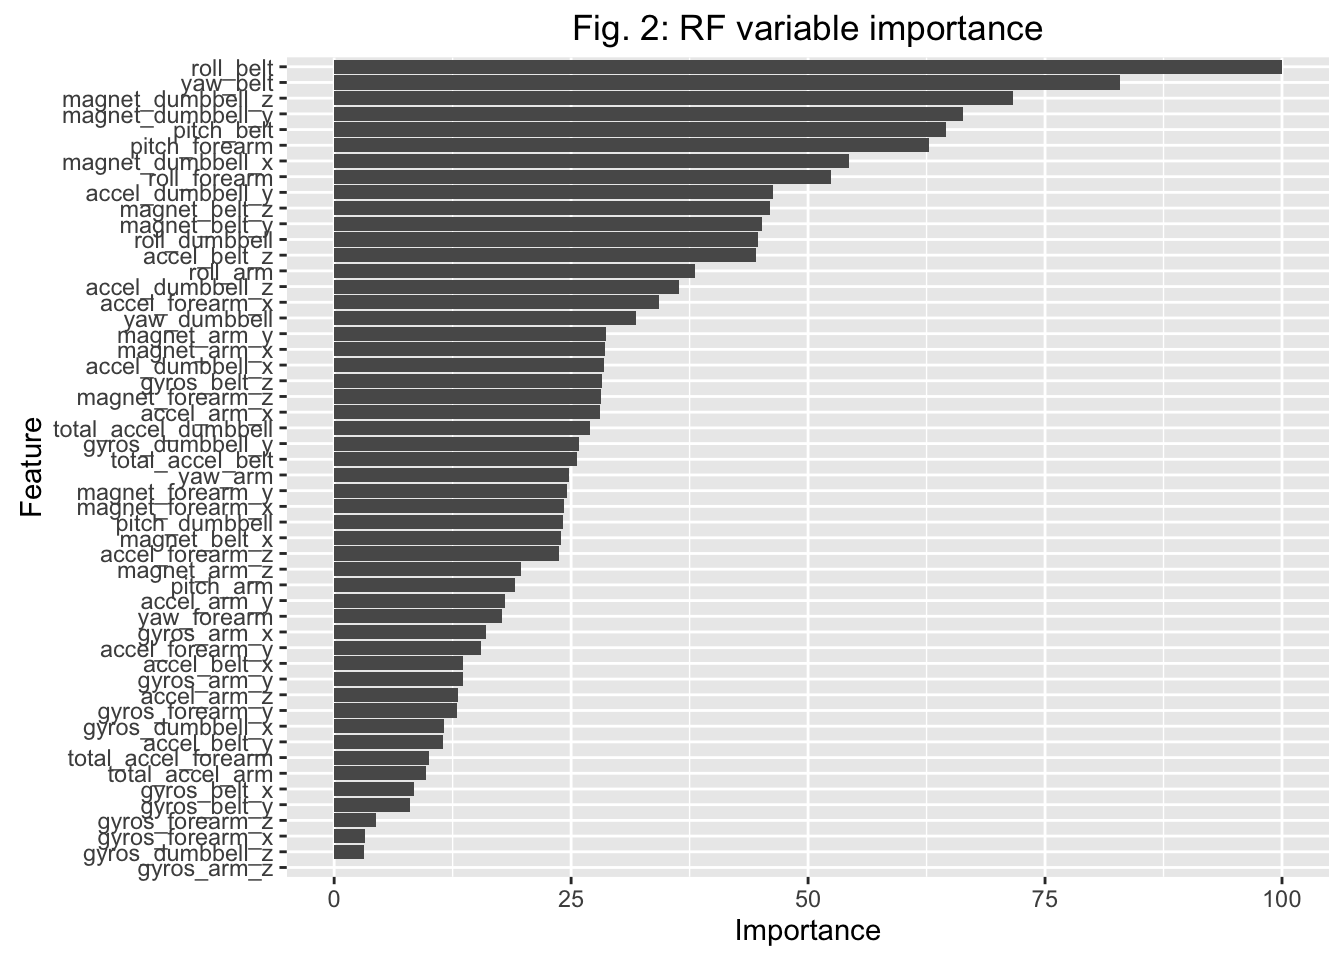 Fig. 2: RF variable importance
roll_belt
yaw_belt
magnet_dumbbell_z
magnet_dumbbell_y
pitch_belt
pitch_forearm
magnet_dumbbell_x
roll_forearm
accel_dumbbell_y
magnet_belt_z
magnet_belt_y
roll_dumbbell
accel_belt_z
roll_arm
accel_dumbbell_z
accel_forearm_x
yaw_dumbbell
magnet_arm_y
magnet_arm_x
accel_dumbbell_x
gyros_belt_z
magnet_forearm_z
accel_arm_x
total_accel_dumbbell
gyros_dumbbell_y
total_accel_belt
yaw_arm
magnet_forearm_y
magnet_forearm_x
pitch_dumbbell
magnet_belt_x
accel_forearm_z
magnet_arm_z
pitch_arm
accel_arm_y
yaw_forearm
gyros_arm_x
accel_forearm_y
accel_belt_x
gyros_arm_y
accel_arm_z
gyros_forearm_y
gyros_dumbbell_x
accel_belt_y
total_accel_forearm
total_accel_arm
gyros_belt_x
gyros_belt_y
gyros_forearm_z
gyros_forearm_x
gyros_dumbbell_z
gyros_arm_z
Feature
0 25 50 75 100
Importance